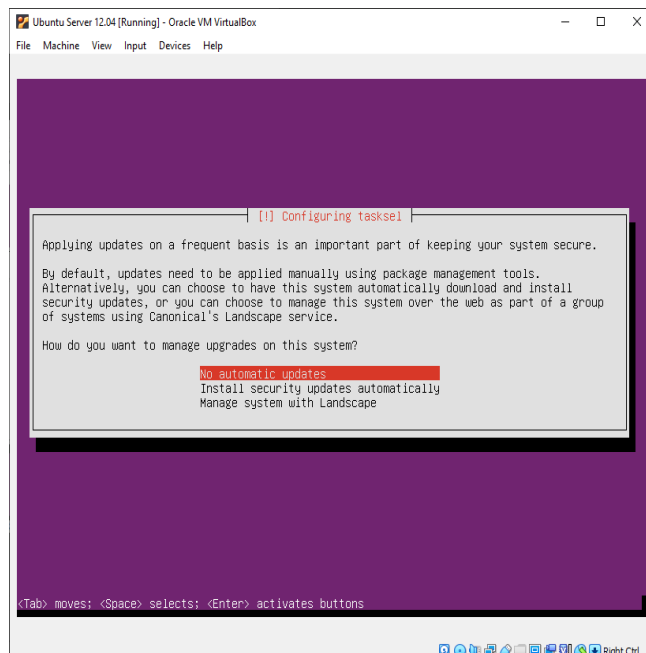 Ubuntu Server 12.04 [Running] - Oracle VM VirtualBox
File Machine View Input Devices Help
[!] Configuring tasksel
Applying updates on a frequent basis is an important part of keeping your system secure.
By default, updates need to be applied manually using package management tools.
Alternatively, you can choose to have this system automatically download and install
security updates, or you can choose to manage this system over the web as part of a group
of systems using Canonical's Landscape service.
How do you want to manage upgrades on this system?
No automatic updates
Install security updates automatically
Manage system with Landscape
<Tab> moves; <Space> selects; <Enter> activates buttons
Right Ctrl